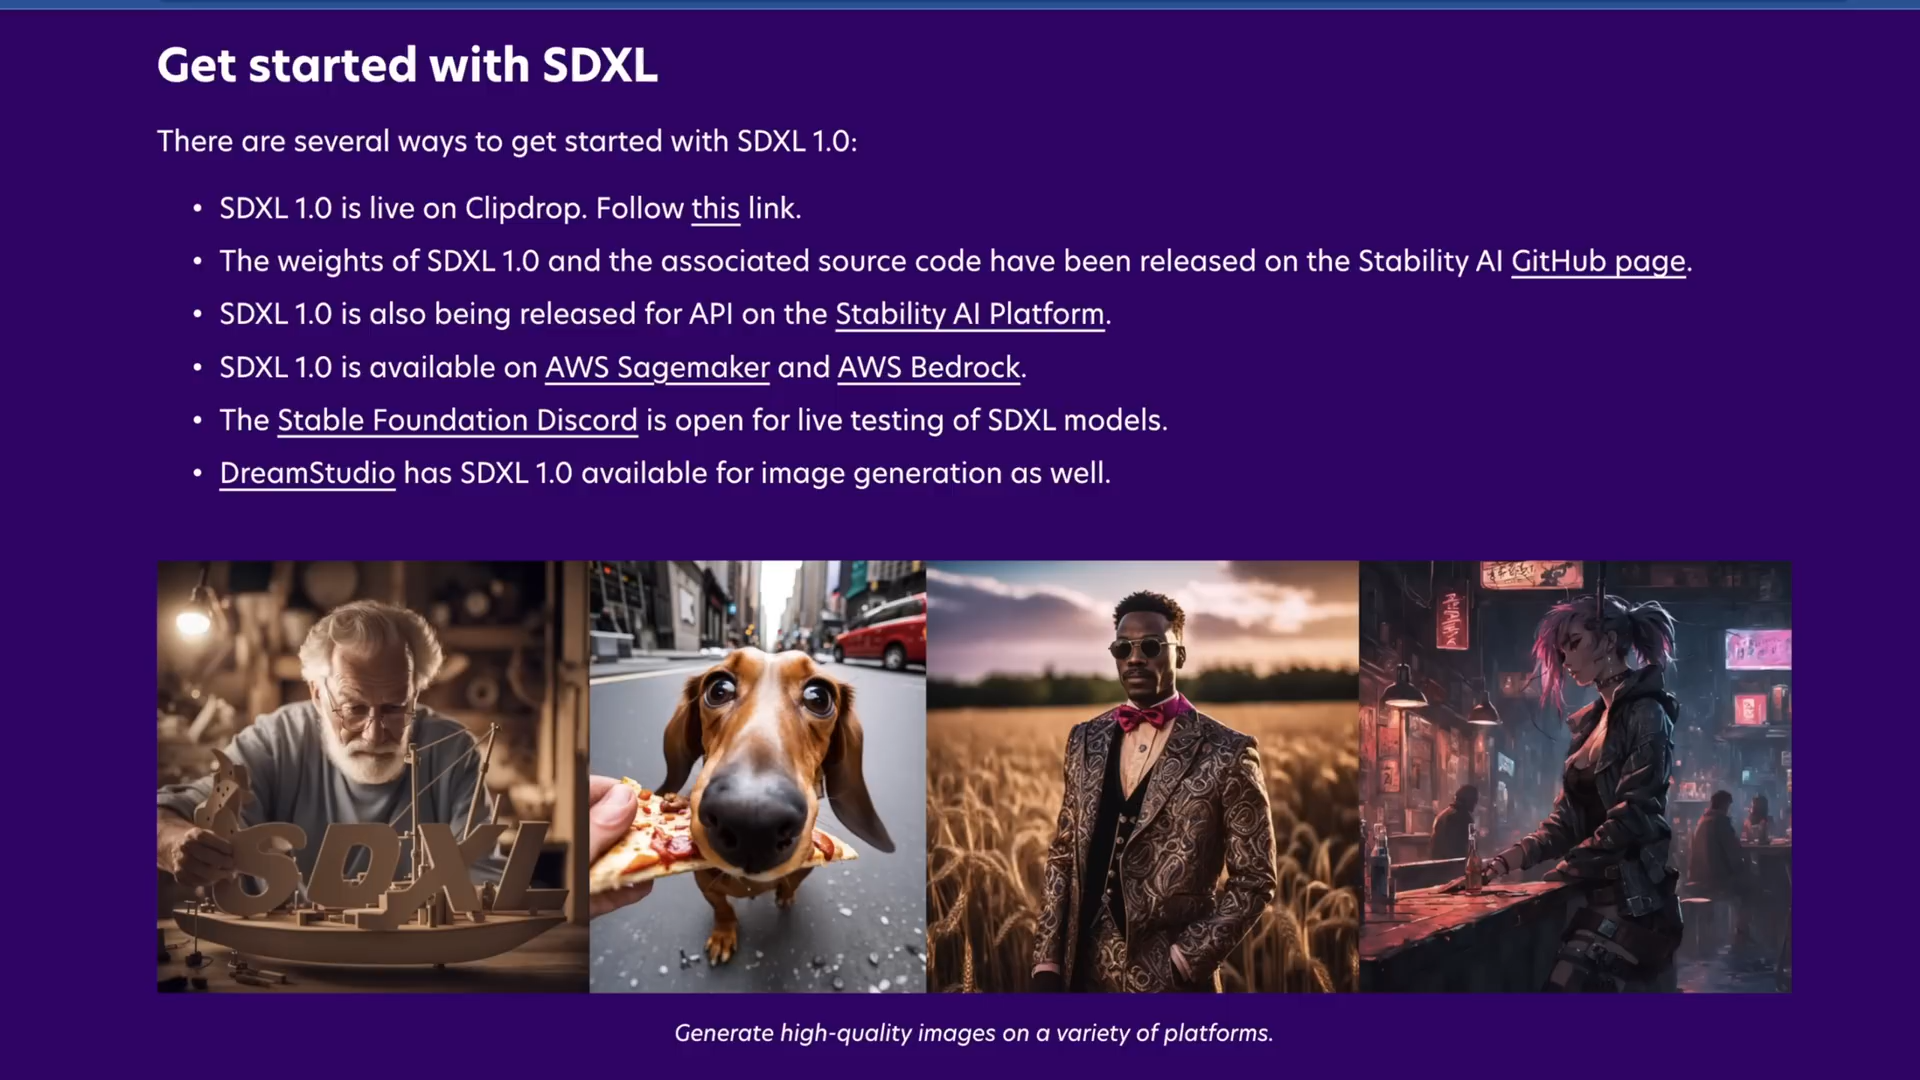 Get started with SDXL
There are several ways to get started with SDXL 1.0:
• SDXL 1.0 is live on Clipdrop. Follow this link.
• The weights of SDXL 1.0 and the associated source code have been released on the Stability AI GitHub page.
• SDXL 1.0 is also being released for API on the Stability AI Platform.
• SDXL 1.0 is available on AWS Sagemaker and AWS Bedrock.
• The Stable Foundation Discord is open for live testing of SDXL models.
• DreamStudio has SDXL 1.0 available for image generation as well.
SDXL
Generate high-quality images on a variety of platforms.